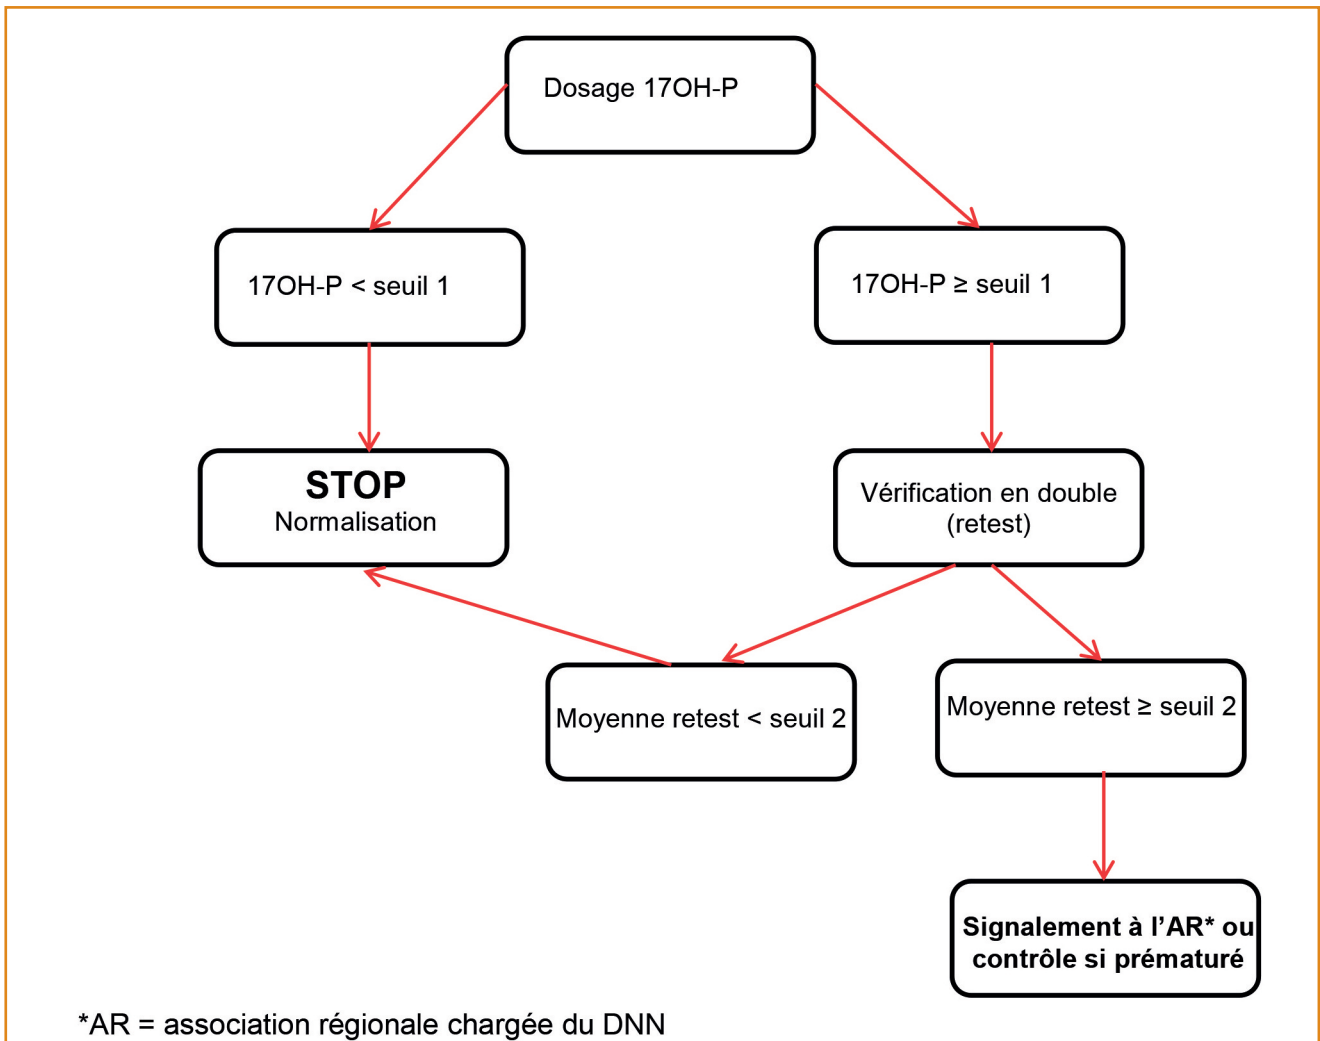 Dosage 17OH-P
17OH-P < seuil 1
17OH-P ≥ seuil 1
STOP
Normalisation
Vérification en double
(retest)
Moyenne retest < seuil 2
Moyenne retest ≥ seuil 2
Signalement à l’AR* ou
contrôle si prématuré
*AR = association régionale chargée du DNN